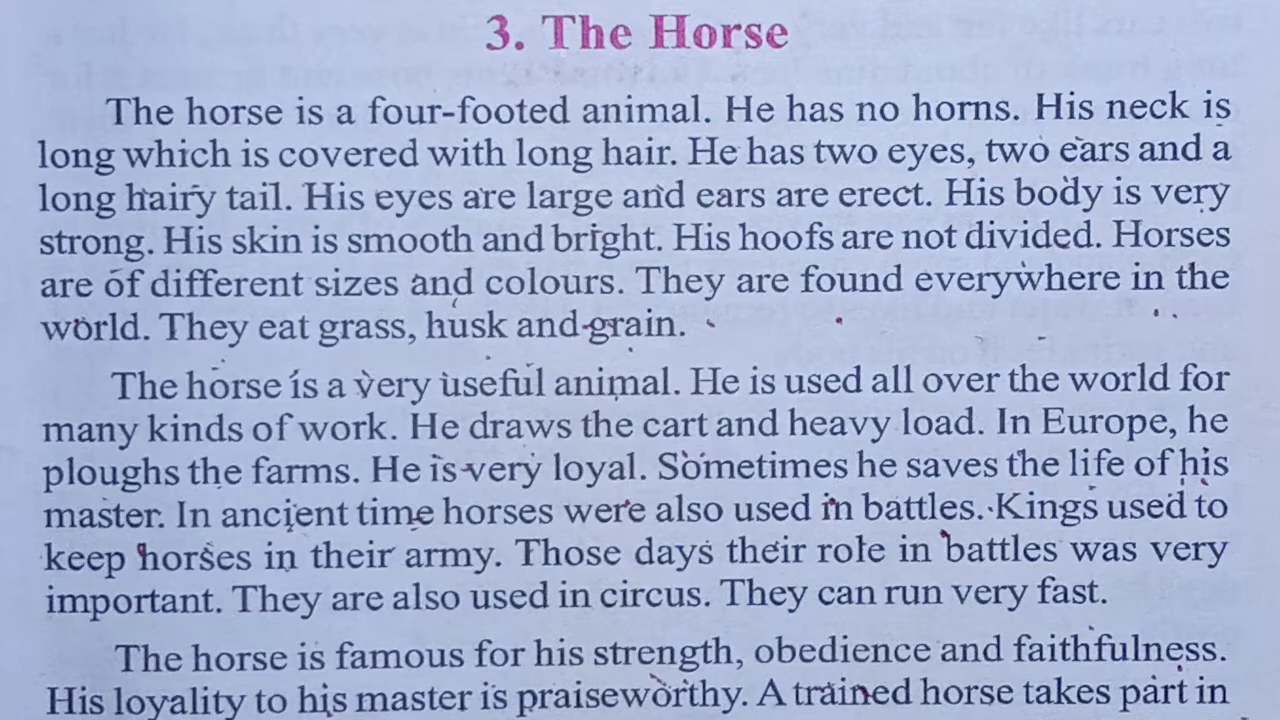 3. The Horse
The horse is a four-footed animal. He has no horns. His neck is
long which is covered with long hair. He has two eyes, two ears and a
long hairy tail. His eyes are large and ears are erect. His body is very
strong. His skin is smooth and bright. His hoofs are not divided. Horses
are of different sizes and colours. They are found everywhere in the
world. They eat grass, husk and grain.
The horse is a very useful animal. He is used all over the world for
many kinds of work. He draws the cart and heavy load. In Europe, he
ploughs the farms. He is very loyal. Sometimes he saves the life of his
master. In ancient time horses were also used in battles. Kings used to
keep horses in their army. Those days their role in battles was very
important. They are also used in circus. They can run very fast.
The horse is famous for his strength, obedience and faithfulness.
His loyality to his master is praiseworthy. A trained horse takes part in